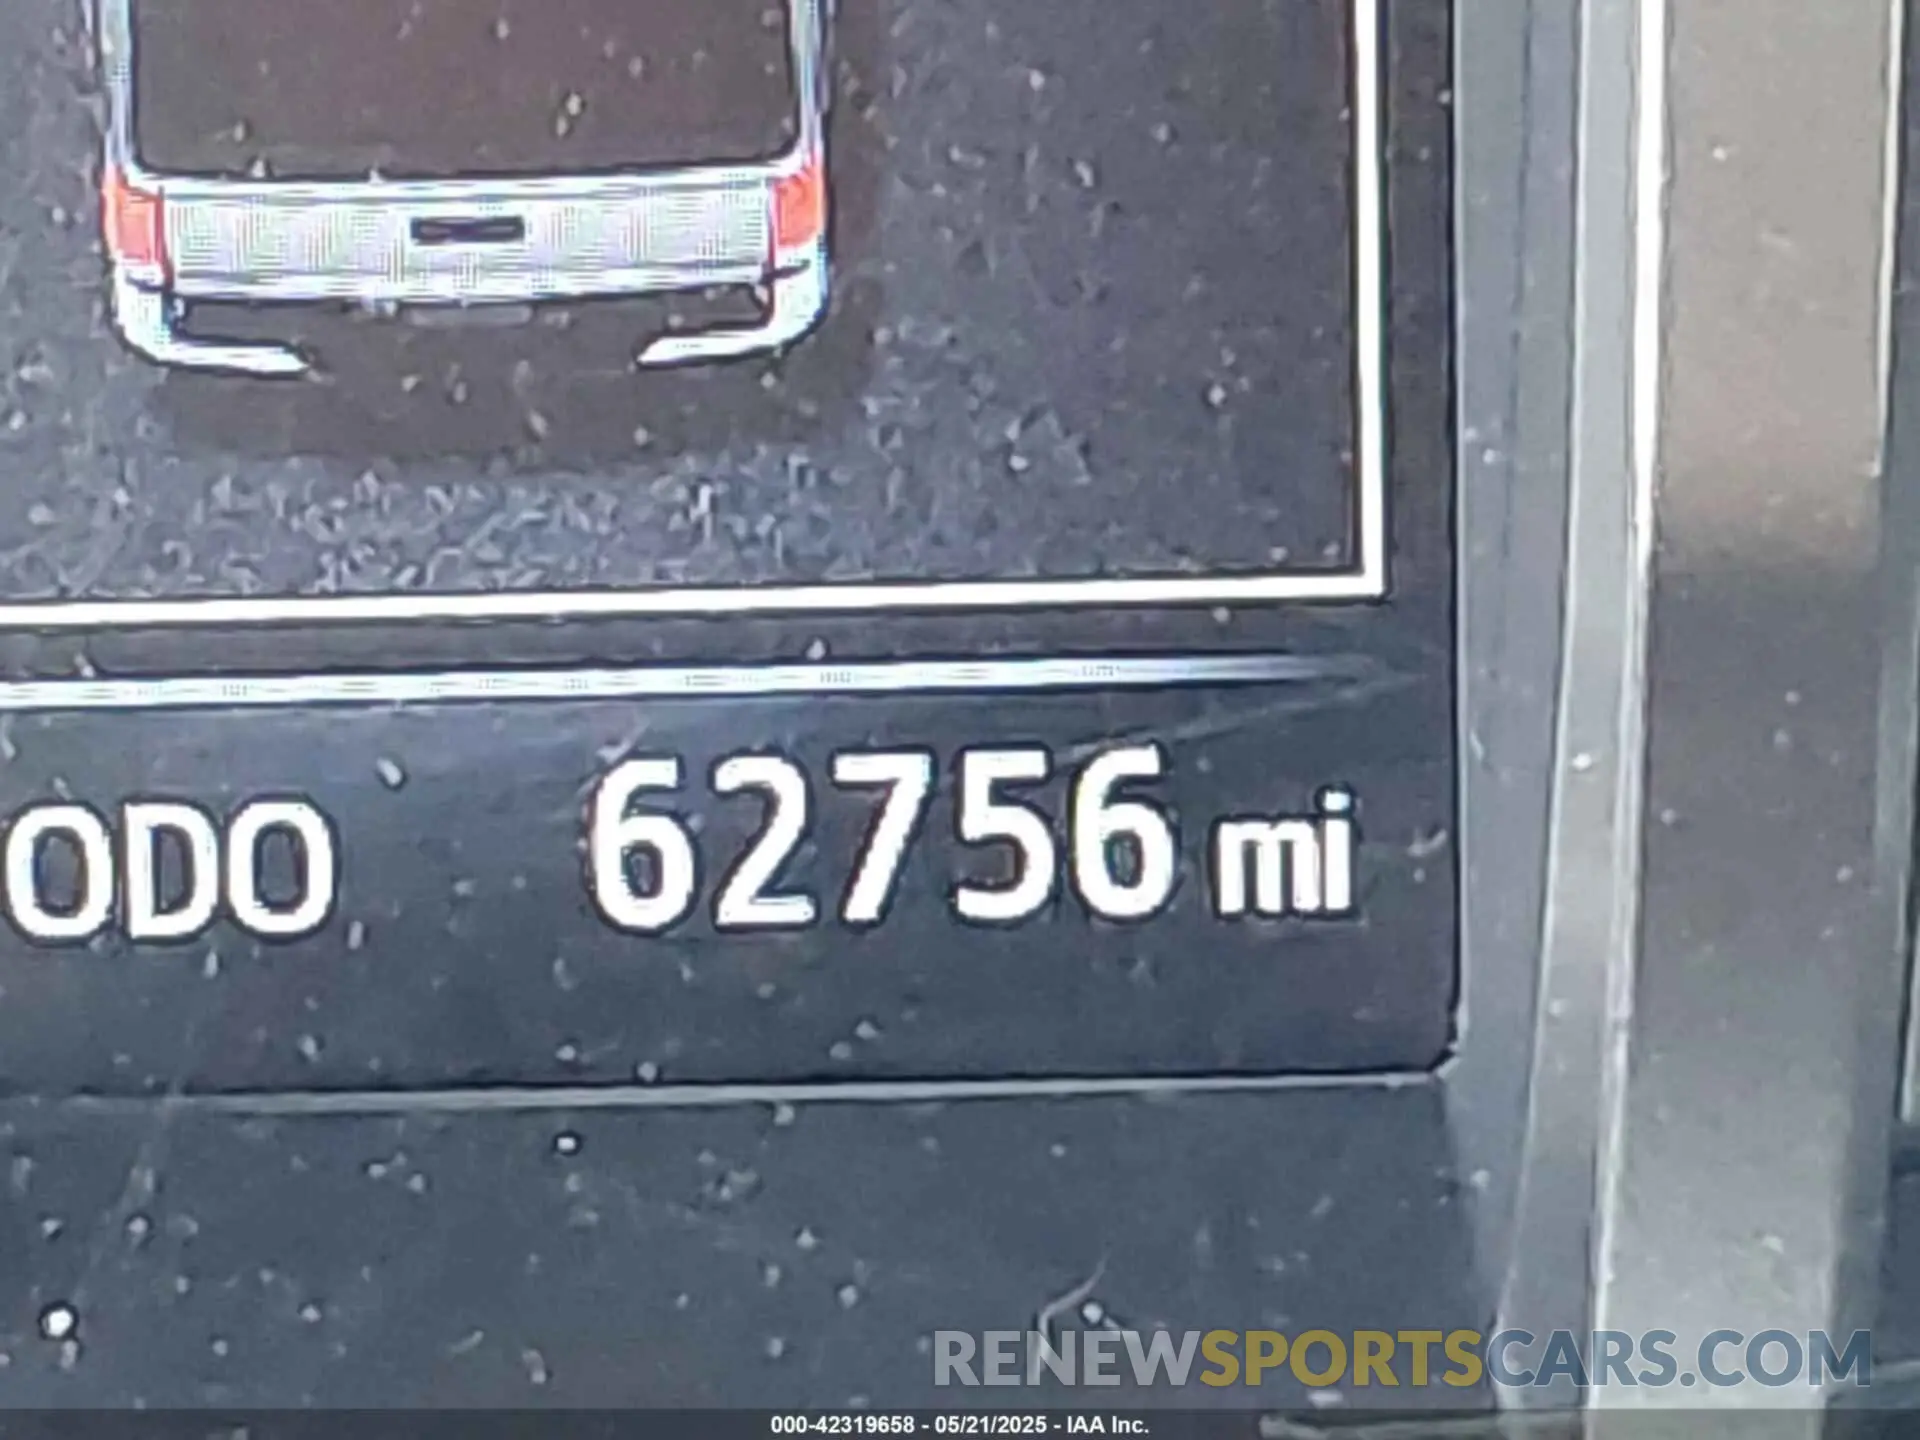 ODO 62756 mi
RENEWSPORTSCARS.COM
000-42319658 - 05/21/2025 - IAA Inc.